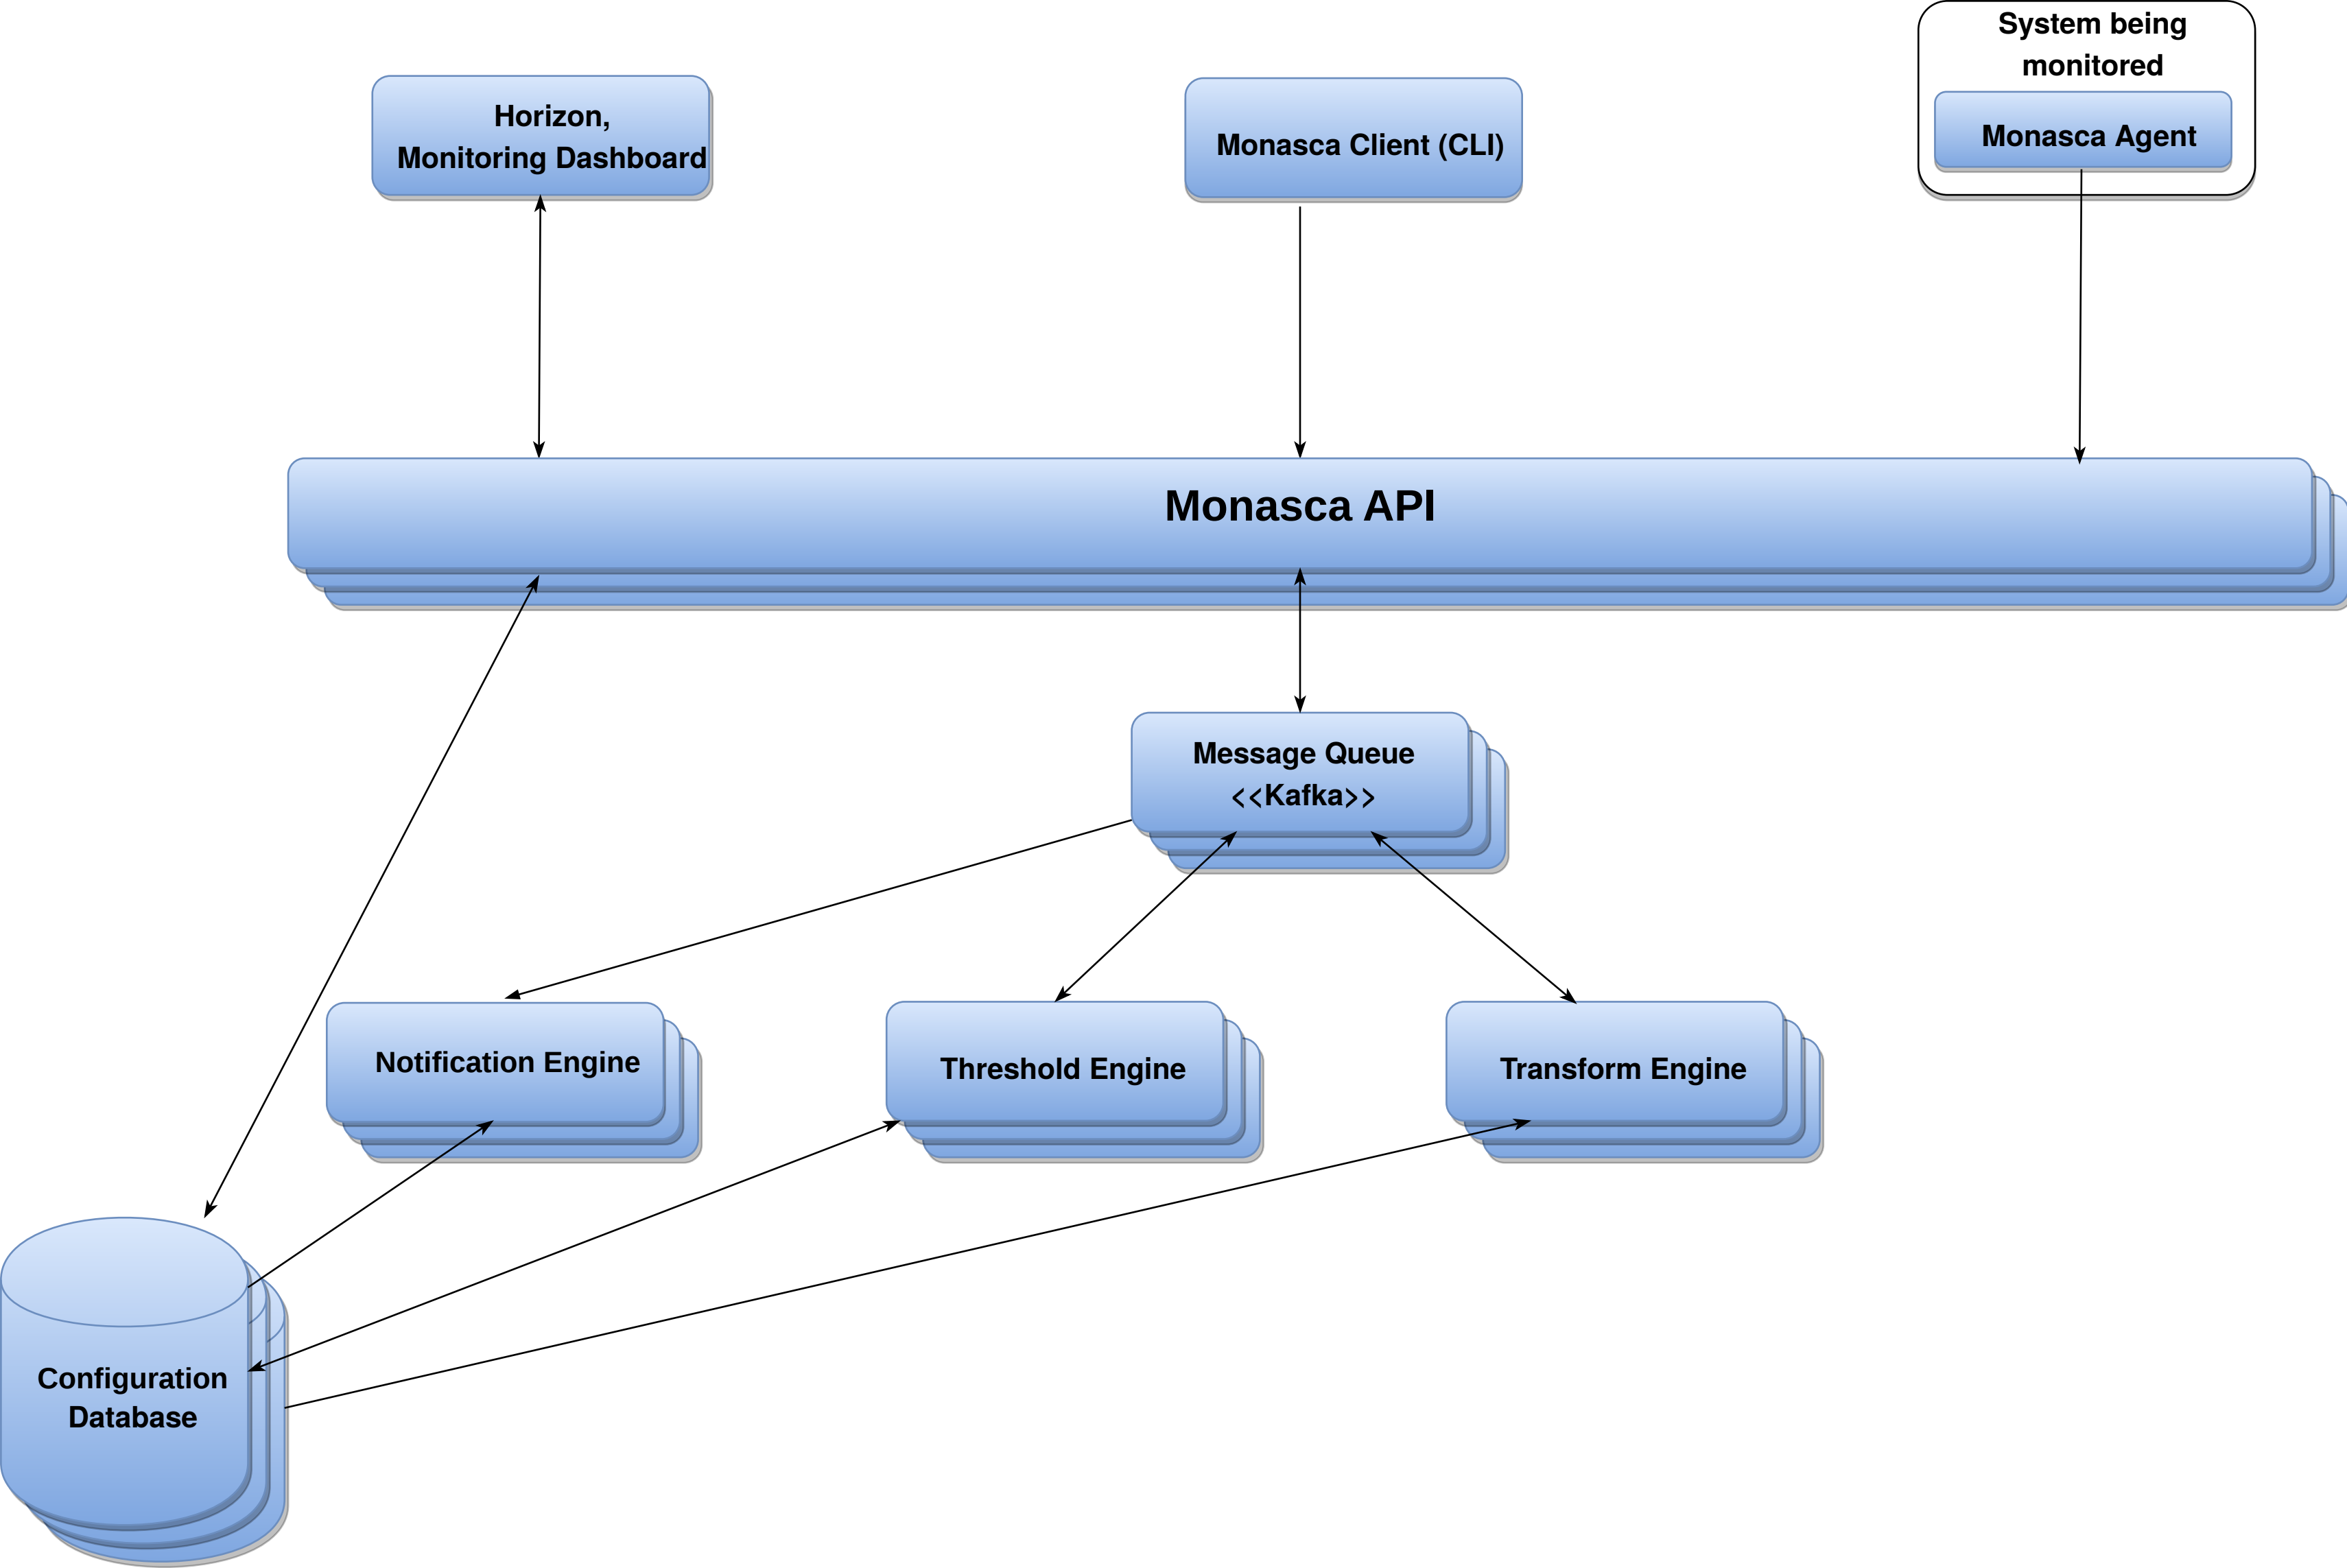 System being
monitored
Horizon,
Monitoring Dashboard
Monasca Client (CLI)
Monasca Agent
Monasca API
Message Queue
<<Kafka>>
Notification Engine
Threshold Engine
Transform Engine
Configuration
Database